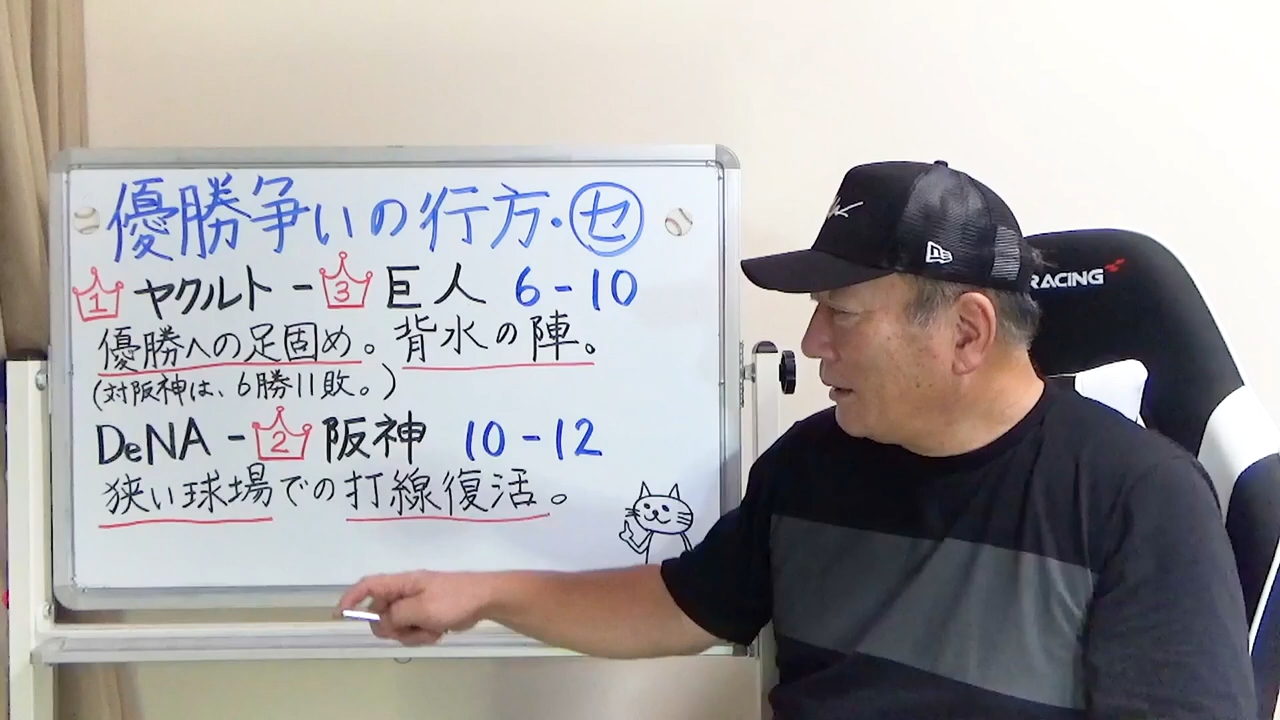 優勝争いの行方・㋝
1 ヤクルト - 3 巨人 6-10
優勝への足固め。背水の陣。
(対阪神は、6勝11敗。)
DeNA - 2 阪神 10-12
狭い球場での打線復活。
RACING